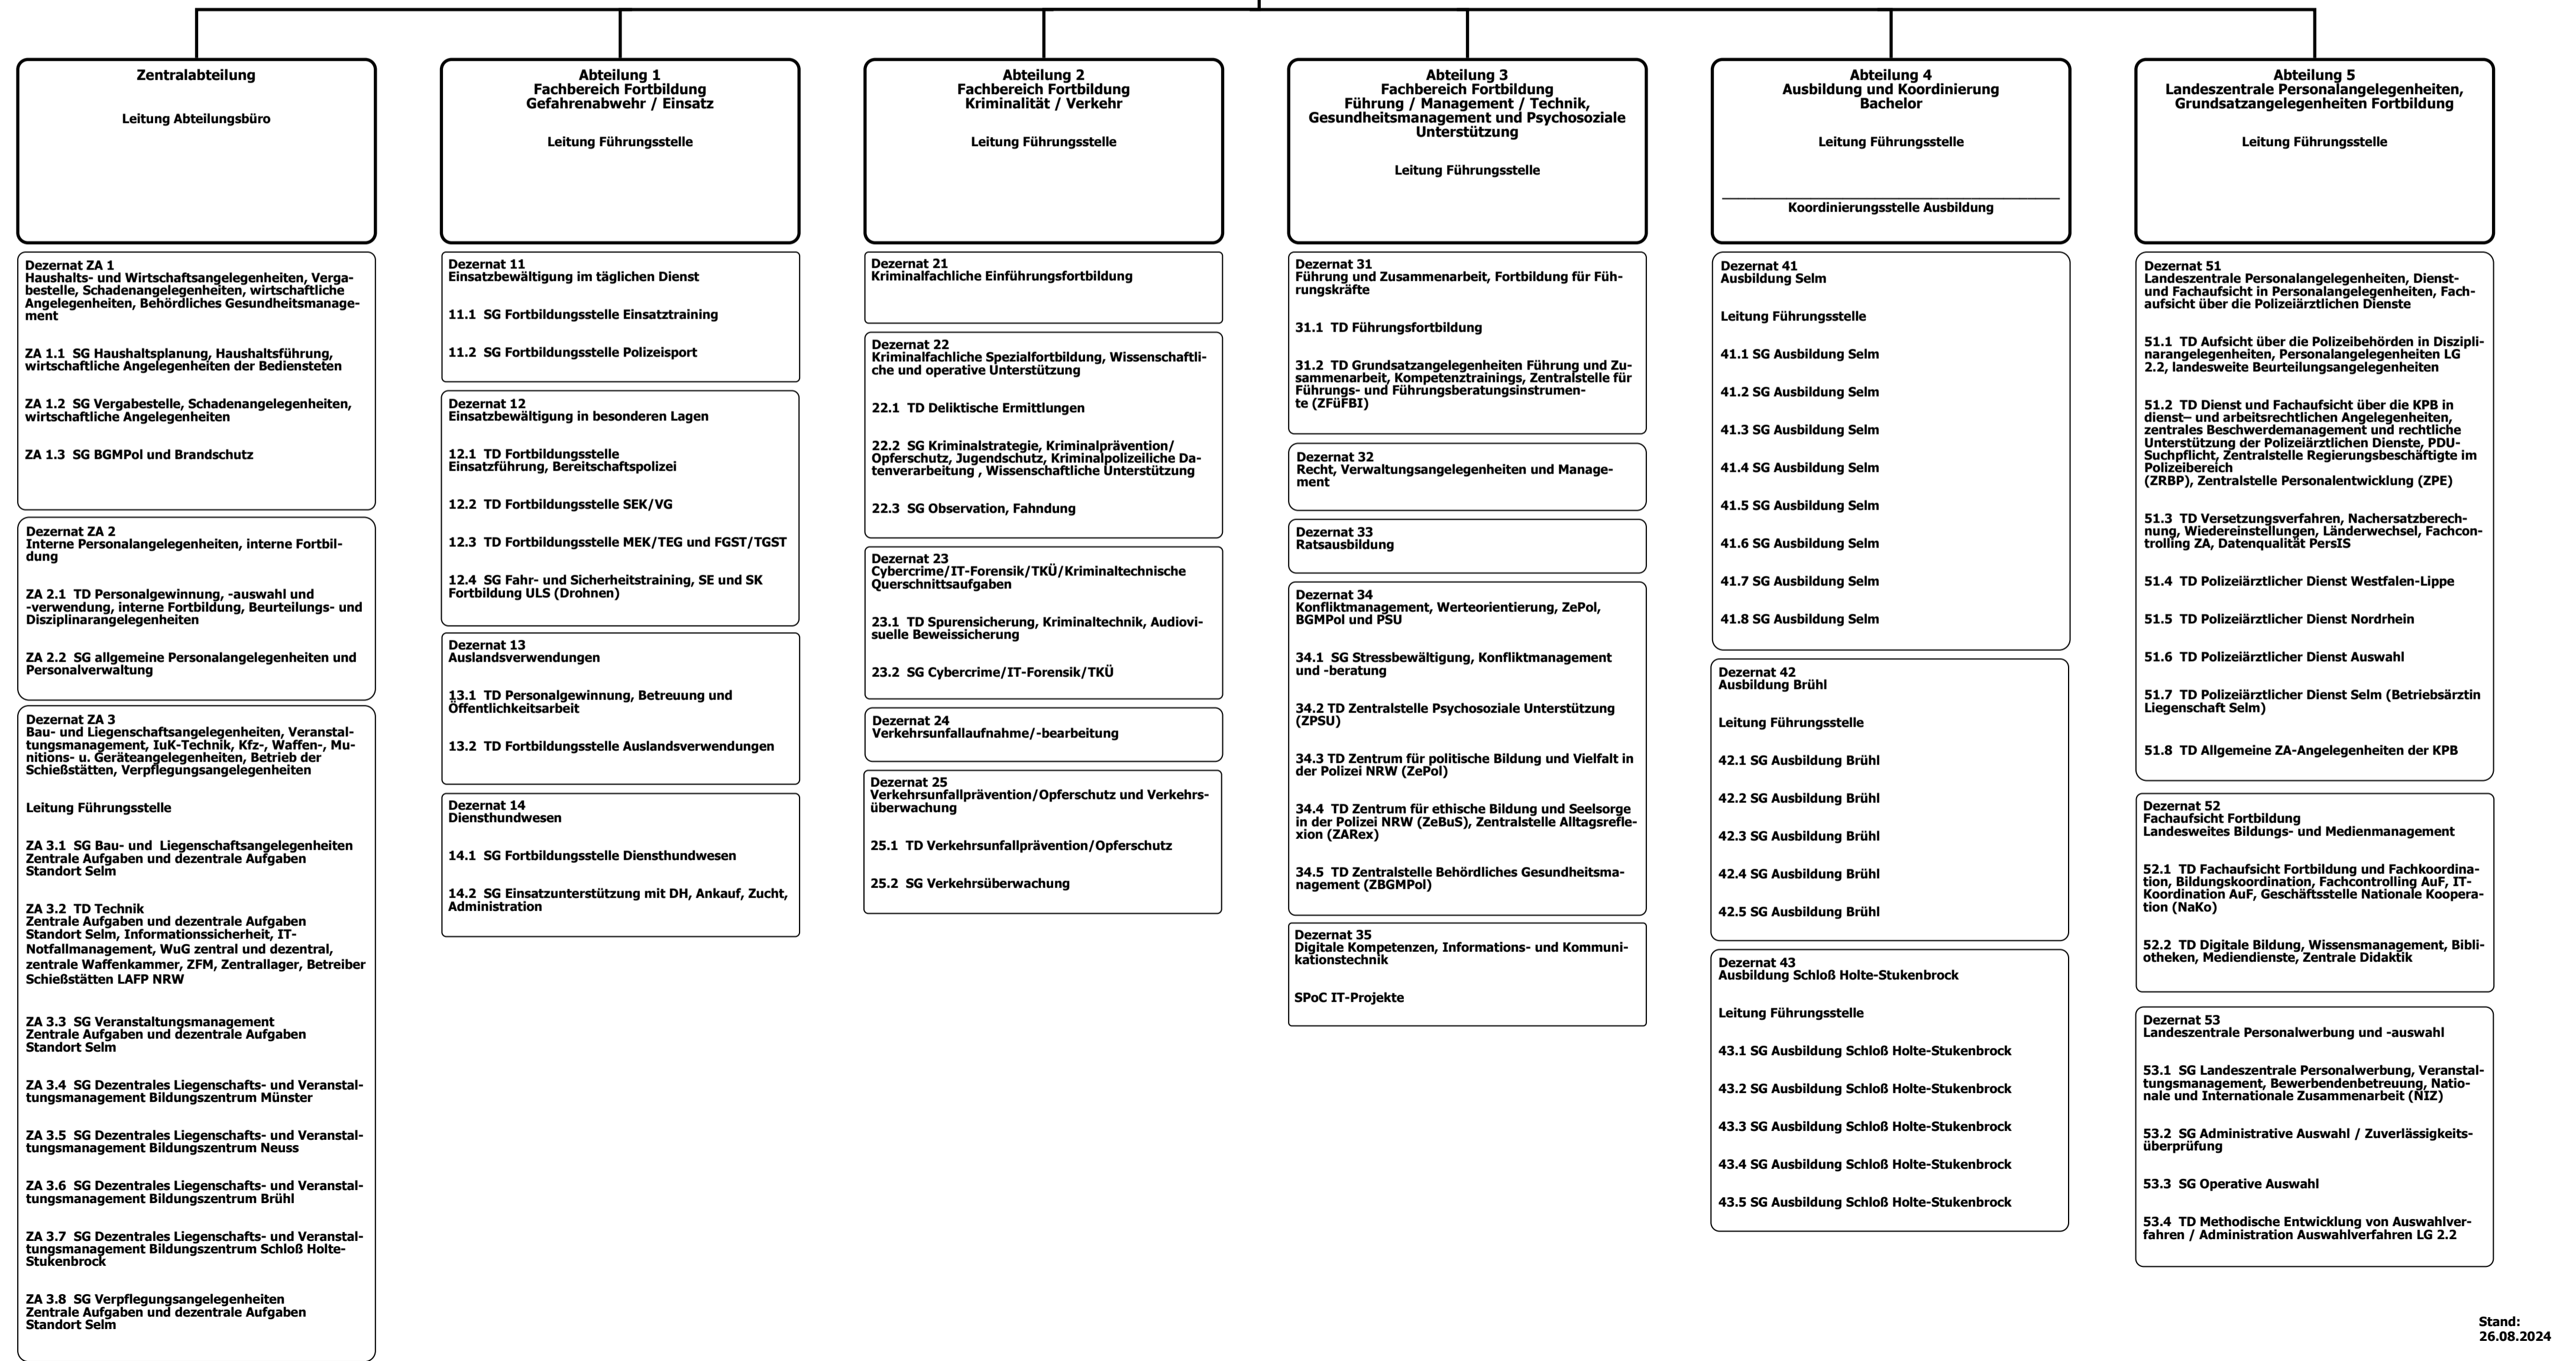 Zentralabteilung
Leitung Abteilungsbüro
Dezernat ZA 1
Haushalts- und Wirtschaftsangelegenheiten, Verga-
bestelle, Schadenangelegenheiten, wirtschaftliche
Angelegenheiten, Behördliches Gesundheitsmanage-
ment
ZA 1.1 SG Haushaltsplanung, Haushaltsführung,
wirtschaftliche Angelegenheiten der Bediensteten
ZA 1.2 SG Vergabestelle, Schadenangelegenheiten,
wirtschaftliche Angelegenheiten
ZA 1.3 SG BGMPol und Brandschutz
Dezernat ZA 2
Interne Personalangelegenheiten, interne Fortbil-
dung
ZA 2.1 TD Personalgewinnung, -auswahl und
-verwendung, interne Fortbildung, Beurteilungs- und
Disziplinarangelegenheiten
ZA 2.2 SG allgemeine Personalangelegenheiten und
Personalverwaltung
Dezernat ZA 3
Bau- und Liegenschaftsangelegenheiten, Veranstal-
tungsmanagement, IuK-Technik, Kfz-, Waffen-, Mu-
nitions- u. Geräteangelegenheiten, Betrieb der
Schießstätten, Verpflegungsangelegenheiten
Leitung Führungsstelle
ZA 3.1 SG Bau- und Liegenschaftsangelegenheiten
Zentrale Aufgaben und dezentrale Aufgaben
Standort Selm
ZA 3.2 TD Technik
Zentrale Aufgaben und dezentrale Aufgaben
Standort Selm, Informationssicherheit, IT-
Notfallmanagement, WuG zentral und dezentral,
zentrale Waffenkammer, ZFM, Zentrallager, Betreiber
Schießstätten LAFP NRW
ZA 3.3 SG Veranstaltungsmanagement
Zentrale Aufgaben und dezentrale Aufgaben
Standort Selm
ZA 3.4 SG Dezentrales Liegenschafts- und Veranstal-
tungsmanagement Bildungszentrum Münster
ZA 3.5 SG Dezentrales Liegenschafts- und Veranstal-
tungsmanagement Bildungszentrum Neuss
ZA 3.6 SG Dezentrales Liegenschafts- und Veranstal-
tungsmanagement Bildungszentrum Brühl
ZA 3.7 SG Dezentrales Liegenschafts- und Veranstal-
tungsmanagement Bildungszentrum Schloß Holte-
Stukenbrock
ZA 3.8 SG Verpflegungsangelegenheiten
Zentrale Aufgaben und dezentrale Aufgaben
Standort Selm
Abteilung 1
Fachbereich Fortbildung
Gefahrenabwehr / Einsatz
Leitung Führungsstelle
Dezernat 11
Einsatzbewältigung im täglichen Dienst
11.1 SG Fortbildungsstelle Einsatztraining
11.2 SG Fortbildungsstelle Polizeisport
Dezernat 12
Einsatzbewältigung in besonderen Lagen
12.1 TD Fortbildungsstelle
Einsatzführung, Bereitschaftspolizei
12.2 TD Fortbildungsstelle SEK/VG
12.3 TD Fortbildungsstelle MEK/TEG und FGST/TGST
12.4 SG Fahr- und Sicherheitstraining, SE und SK
Fortbildung ULS (Drohnen)
Dezernat 13
Auslandsverwendungen
13.1 TD Personalgewinnung, Betreuung und
Öffentlichkeitsarbeit
13.2 TD Fortbildungsstelle Auslandsverwendungen
Dezernat 14
Diensthundwesen
14.1 SG Fortbildungsstelle Diensthundwesen
14.2 SG Einsatzunterstützung mit DH, Ankauf, Zucht,
Administration
Abteilung 2
Fachbereich Fortbildung
Kriminalität / Verkehr
Leitung Führungsstelle
Dezernat 21
Kriminalfachliche Einführungsfortbildung
Dezernat 22
Kriminalfachliche Spezialfortbildung, Wissenschaftli-
che und operative Unterstützung
22.1 TD Deliktische Ermittlungen
22.2 SG Kriminalstrategie, Kriminalprävention/
Opferschutz, Jugendschutz, Kriminalpolizeiliche Da-
tenverarbeitung , Wissenschaftliche Unterstützung
22.3 SG Observation, Fahndung
Dezernat 23
Cybercrime/IT-Forensik/TKÜ/Kriminaltechnische
Querschnittsaufgaben
23.1 TD Spurensicherung, Kriminaltechnik, Audiovi-
suelle Beweissicherung
23.2 SG Cybercrime/IT-Forensik/TKÜ
Dezernat 24
Verkehrsunfallaufnahme/-bearbeitung
Dezernat 25
Verkehrsunfallprävention/Opferschutz und Verkehrs-
überwachung
25.1 TD Verkehrsunfallprävention/Opferschutz
25.2 SG Verkehrsüberwachung
Abteilung 3
Fachbereich Fortbildung
Führung / Management / Technik,
Gesundheitsmanagement und Psychosoziale
Unterstützung
Leitung Führungsstelle
Dezernat 31
Führung und Zusammenarbeit, Fortbildung für Füh-
rungskräfte
31.1 TD Führungsfortbildung
31.2 TD Grundsatzangelegenheiten Führung und Zu-
sammenarbeit, Kompetenztrainings, Zentralstelle für
Führungs- und Führungsberatungsinstrumen-
te (ZFüFBI)
Dezernat 32
Recht, Verwaltungsangelegenheiten und Manage-
ment
Dezernat 33
Ratsausbildung
Dezernat 34
Konfliktmanagement, Werteorientierung, ZePol,
BGMPol und PSU
34.1 SG Stressbewältigung, Konfliktmanagement
und -beratung
34.2 TD Zentralstelle Psychosoziale Unterstützung
(ZPSU)
34.3 TD Zentrum für politische Bildung und Vielfalt in
der Polizei NRW (ZePol)
34.4 TD Zentrum für ethische Bildung und Seelsorge
in der Polizei NRW (ZeBuS), Zentralstelle Alltagsrefle-
xion (ZARex)
34.5 TD Zentralstelle Behördliches Gesundheitsma-
nagement (ZBGMPol)
Dezernat 35
Digitale Kompetenzen, Informations- und Kommuni-
kationstechnik
SPoC IT-Projekte
Abteilung 4
Ausbildung und Koordinierung
Bachelor
Leitung Führungsstelle
Koordinierungsstelle Ausbildung
Dezernat 41
Ausbildung Selm
Leitung Führungsstelle
41.1 SG Ausbildung Selm
41.2 SG Ausbildung Selm
41.3 SG Ausbildung Selm
41.4 SG Ausbildung Selm
41.5 SG Ausbildung Selm
41.6 SG Ausbildung Selm
41.7 SG Ausbildung Selm
41.8 SG Ausbildung Selm
Dezernat 42
Ausbildung Brühl
Leitung Führungsstelle
42.1 SG Ausbildung Brühl
42.2 SG Ausbildung Brühl
42.3 SG Ausbildung Brühl
42.4 SG Ausbildung Brühl
42.5 SG Ausbildung Brühl
Dezernat 43
Ausbildung Schloß Holte-Stukenbrock
Leitung Führungsstelle
43.1 SG Ausbildung Schloß Holte-Stukenbrock
43.2 SG Ausbildung Schloß Holte-Stukenbrock
43.3 SG Ausbildung Schloß Holte-Stukenbrock
43.4 SG Ausbildung Schloß Holte-Stukenbrock
43.5 SG Ausbildung Schloß Holte-Stukenbrock
Abteilung 5
Landeszentrale Personalangelegenheiten,
Grundsatzangelegenheiten Fortbildung
Leitung Führungsstelle
Dezernat 51
Landeszentrale Personalangelegenheiten, Dienst-
und Fachaufsicht in Personalangelegenheiten, Fach-
aufsicht über die Polizeiärztlichen Dienste
51.1 TD Aufsicht über die Polizeibehörden in Diszipli-
narangelegenheiten, Personalangelegenheiten LG
2.2, landesweite Beurteilungsangelegenheiten
51.2 TD Dienst und Fachaufsicht über die KPB in
dienst– und arbeitsrechtlichen Angelegenheiten,
zentrales Beschwerdemanagement und rechtliche
Unterstützung der Polizeiärztlichen Dienste, PDU-
Suchpflicht, Zentralstelle Regierungsbeschäftigte im
Polizeibereich
(ZRBP), Zentralstelle Personalentwicklung (ZPE)
51.3 TD Versetzungsverfahren, Nachersatzberech-
nung, Wiedereinstellungen, Länderwechsel, Fachcon-
trolling ZA, Datenqualität PersIS
51.4 TD Polizeiärztlicher Dienst Westfalen-Lippe
51.5 TD Polizeiärztlicher Dienst Nordrhein
51.6 TD Polizeiärztlicher Dienst Auswahl
51.7 TD Polizeiärztlicher Dienst Selm (Betriebsärztin
Liegenschaft Selm)
51.8 TD Allgemeine ZA-Angelegenheiten der KPB
Dezernat 52
Fachaufsicht Fortbildung
Landesweites Bildungs- und Medienmanagement
52.1 TD Fachaufsicht Fortbildung und Fachkoordina-
tion, Bildungskoordination, Fachcontrolling AuF, IT-
Koordination AuF, Geschäftsstelle Nationale Koopera-
tion (NaKo)
52.2 TD Digitale Bildung, Wissensmanagement, Bibli-
otheken, Mediendienste, Zentrale Didaktik
Dezernat 53
Landeszentrale Personalwerbung und -auswahl
53.1 SG Landeszentrale Personalwerbung, Veranstal-
tungsmanagement, Bewerbendenbetreuung, Natio-
nale und Internationale Zusammenarbeit (NIZ)
53.2 SG Administrative Auswahl / Zuverlässigkeits-
überprüfung
53.3 SG Operative Auswahl
53.4 TD Methodische Entwicklung von Auswahlver-
fahren / Administration Auswahlverfahren LG 2.2
Stand:
26.08.2024